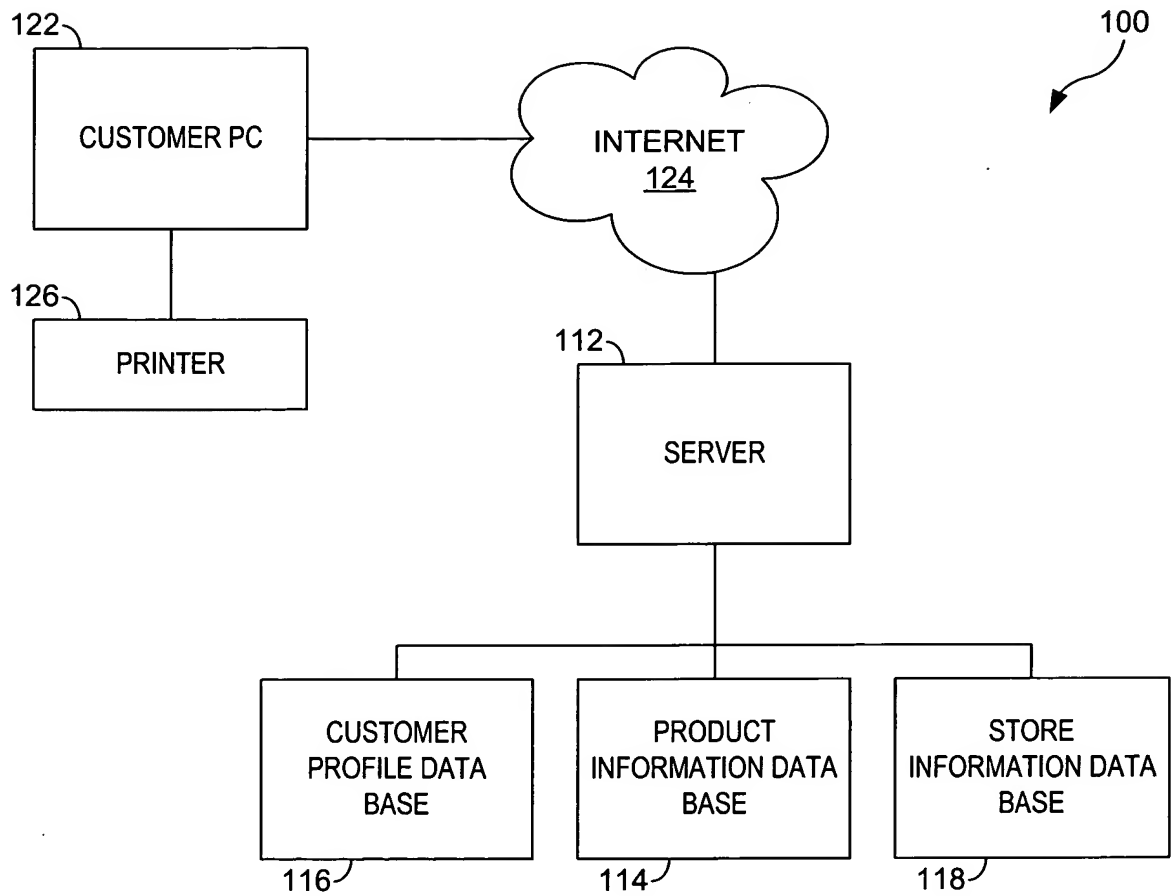 122
100
CUSTOMER PC
INTERNET
124
126
PRINTER
112
SERVER
CUSTOMER
PROFILE DATA
BASE
PRODUCT
INFORMATION DATA
BASE
STORE
INFORMATION DATA
BASE
116
114
118